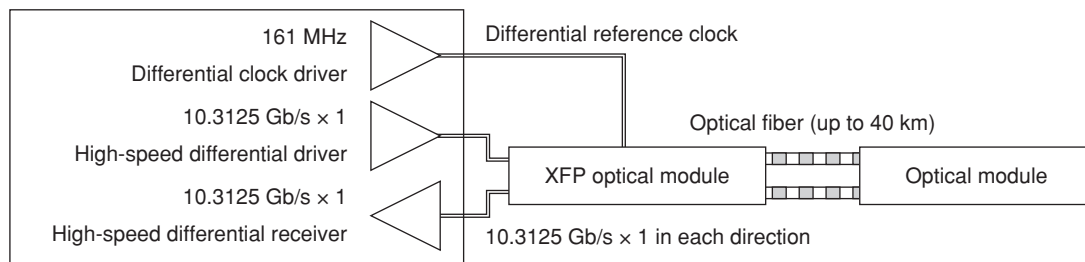 161 MHz
Differential clock driver
Differential reference clock
10.3125 Gb/s × 1
High-speed differential driver
Optical fiber (up to 40 km)
XFP optical module
Optical module
10.3125 Gb/s × 1
High-speed differential receiver
10.3125 Gb/s × 1 in each direction